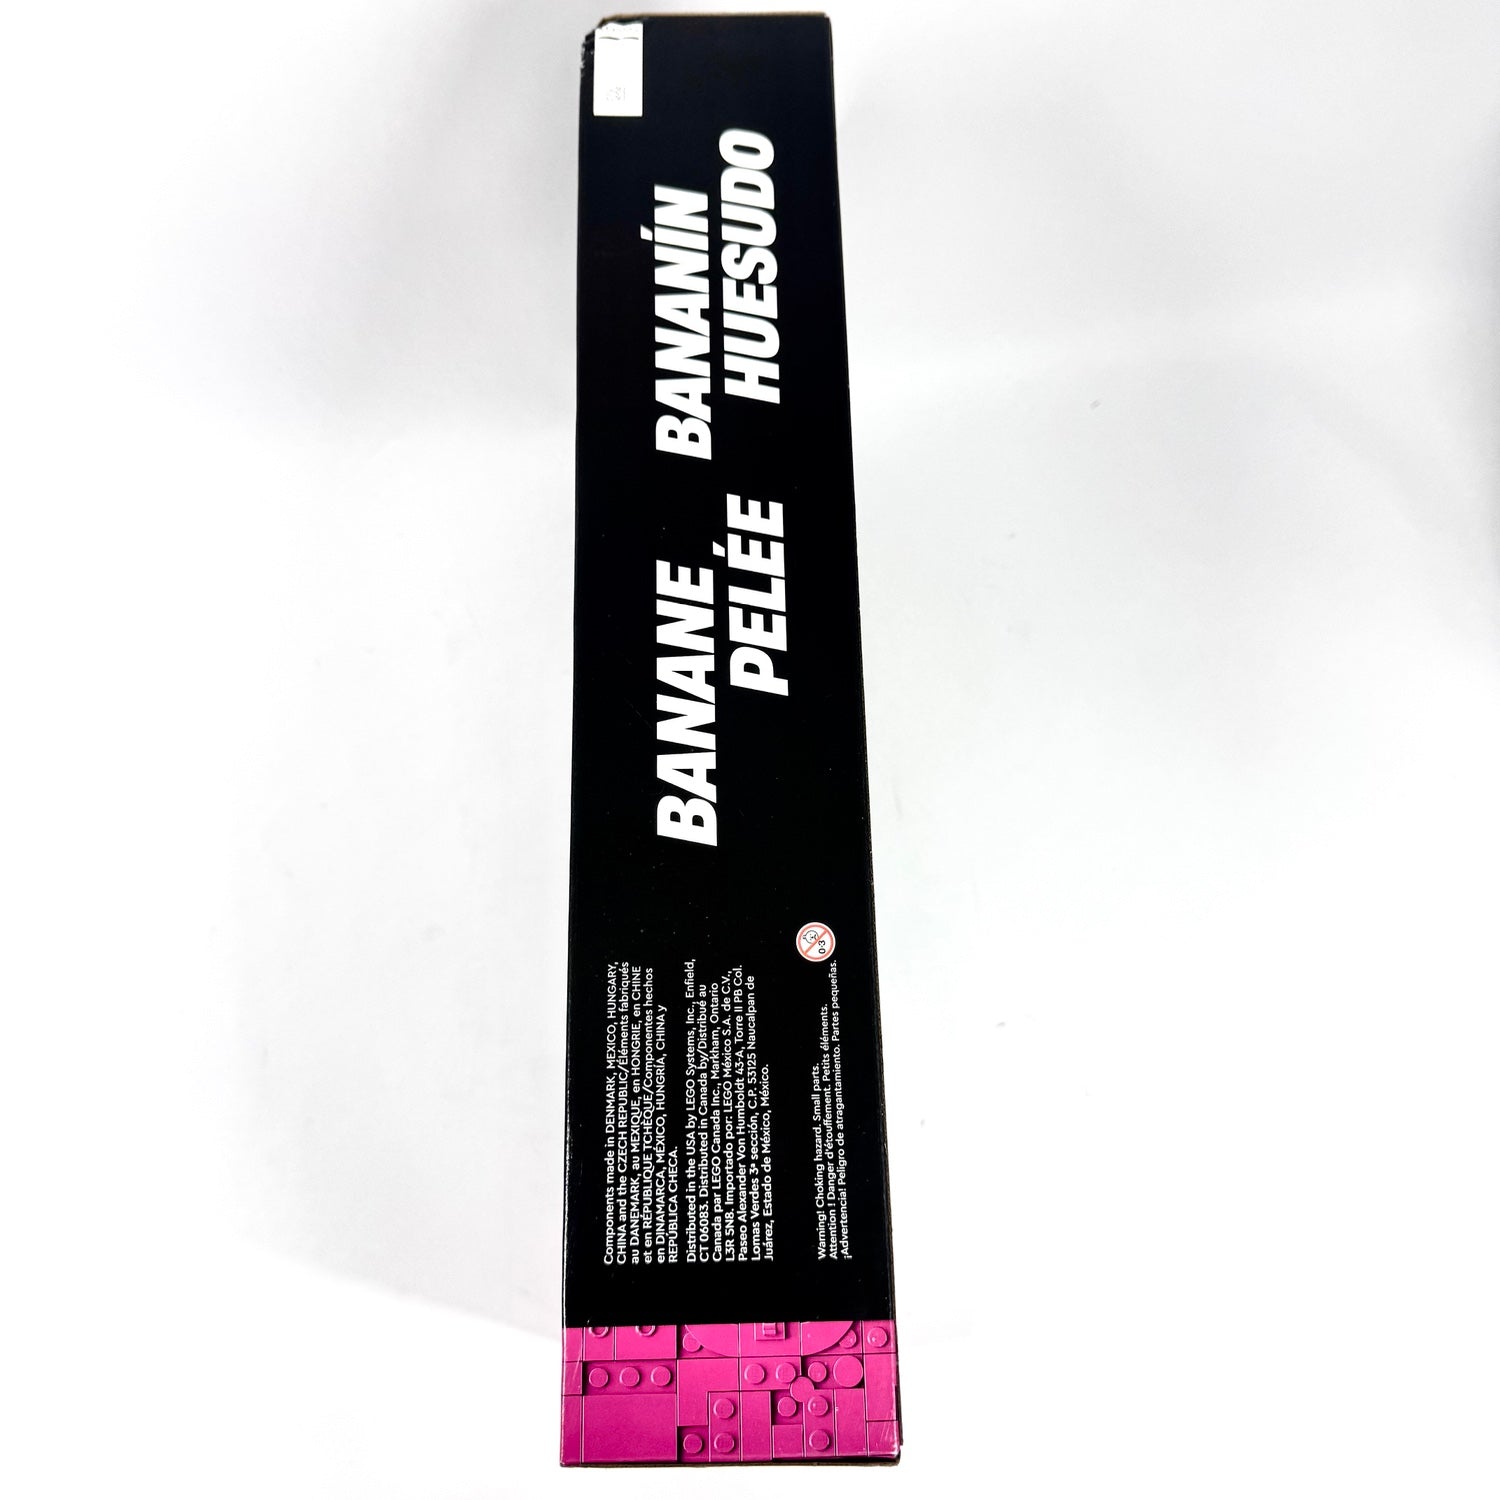 BANANE
PELÉE
BANANÍN
HUESUDO
Components made in DENMARK, MEXICO, HUNGARY,
CHINA and the CZECH REPUBLIC/Éléments fabriqués
au DANEMARK, au MEXIQUE, en HONGRIE, en CHINE
et en RÉPUBLIQUE TCHÈQUE/Componentes hechos
en DINAMARCA, MÉXICO, HUNGRÍA, CHINA y
REPÚBLICA CHECA.
Distributed in the USA by LEGO Systems, Inc., Enfield,
CT 06083. Distributed in Canada by/Distribué au
Canada par LEGO Canada Inc., Markham, Ontario
L3R 5N8. Importado por: LEGO México S.A. de C.V.,
Paseo Alexander Von Humboldt 43-A, Torre II PB Col.
Lomas Verdes 3ª sección, C.P. 53125 Naucalpan de
Juárez, Estado de México, México.
0-3
Warning! Choking hazard. Small parts.
Attention ! Danger d'étouffement. Petits éléments.
¡Advertencia! Peligro de atragantamiento. Partes pequeñas.